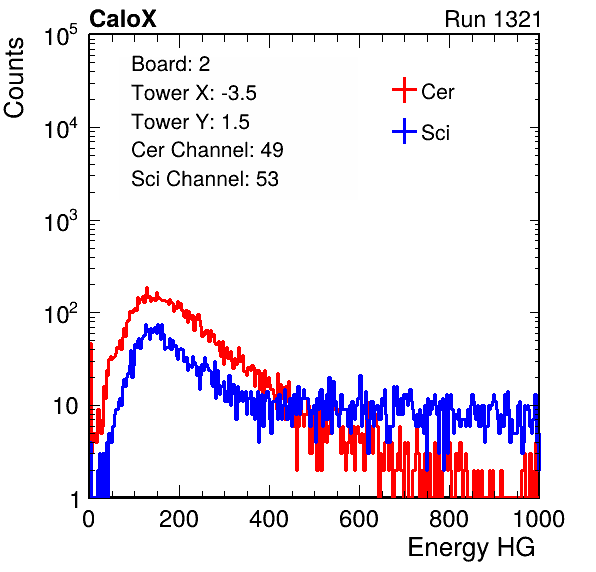 CaloX Run 1321
Counts
10^5
10^4
10^3
10^2
10
1
Board: 2
Tower X: -3.5
Tower Y: 1.5
Cer Channel: 49
Sci Channel: 53
Cer
Sci
0 200 400 600 800 1000
Energy HG